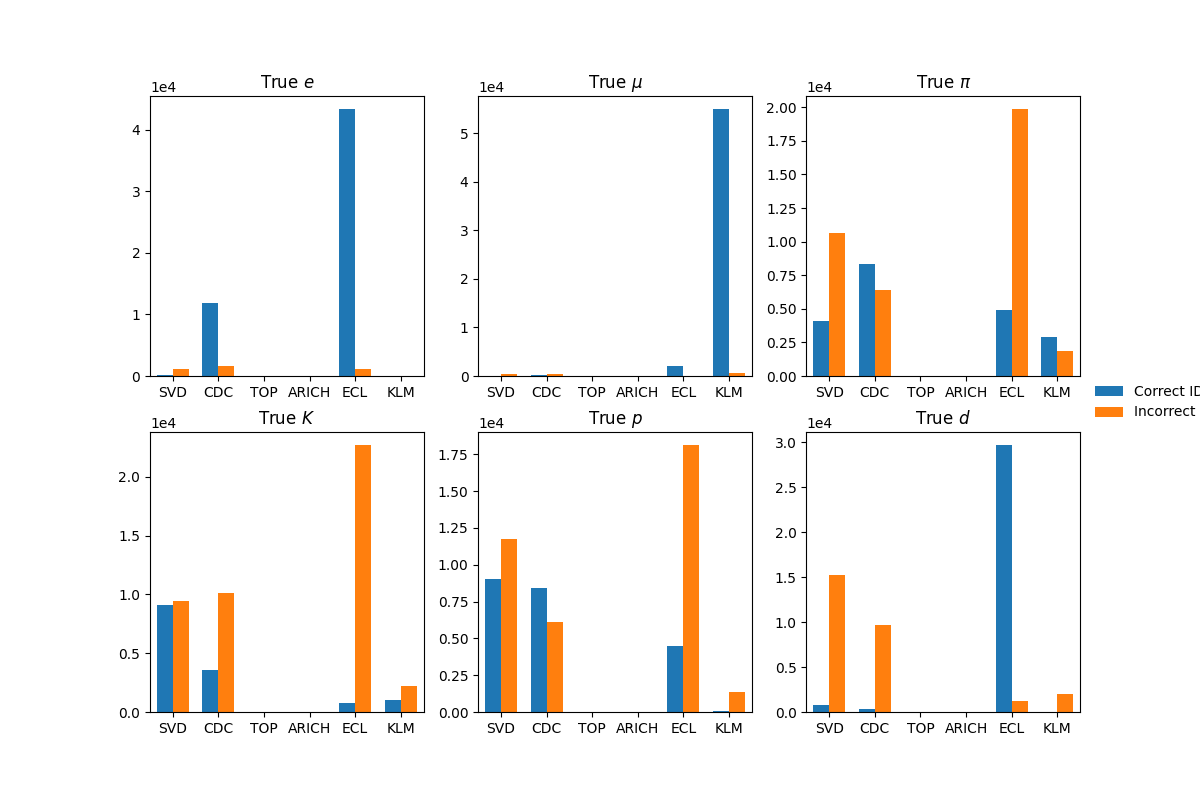 True e
True μ
True π
1e4
1e4
1e4
4
3
2
1
0
5
4
3
2
1
0
2.00
1.75
1.50
1.25
1.00
0.75
0.50
0.25
0.00
SVD CDC TOP ARICH ECL KLM
SVD CDC TOP ARICH ECL KLM
SVD CDC TOP ARICH ECL KLM
Correct ID
Incorrect
True K
True p
True d
1e4
1e4
1e4
2.0
1.5
1.0
0.5
0.0
1.75
1.50
1.25
1.00
0.75
0.50
0.25
0.00
3.0
2.5
2.0
1.5
1.0
0.5
0.0
SVD CDC TOP ARICH ECL KLM
SVD CDC TOP ARICH ECL KLM
SVD CDC TOP ARICH ECL KLM